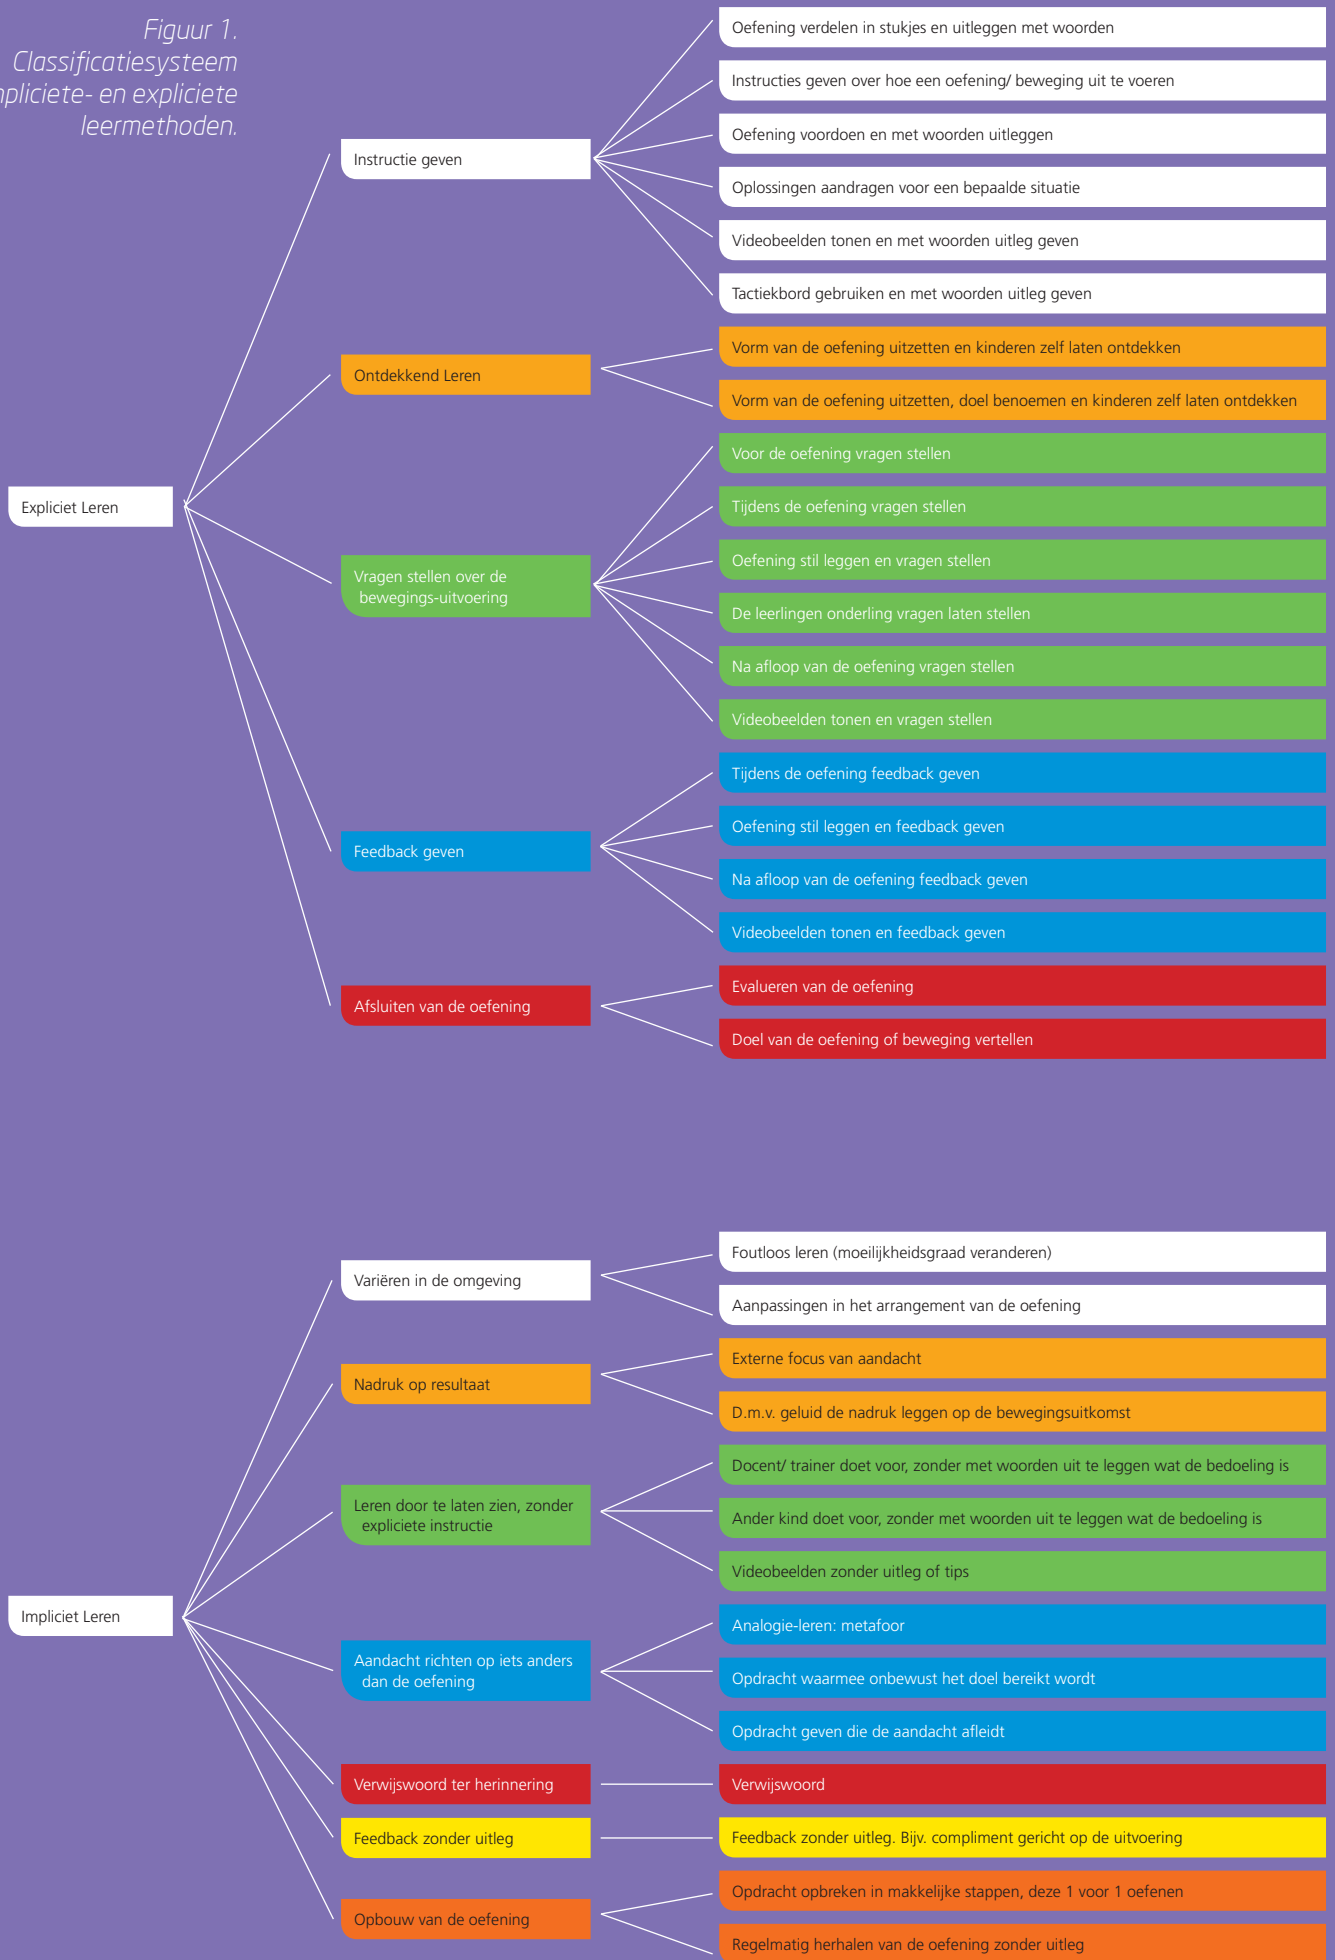 Figuur 1.
Classificatiesysteem
en expliciete
leermethoden.
Expliciet Leren
Instructie geven
Oefening verdelen in stukjes en uitleggen met woorden
Instructies geven over hoe een oefening/ beweging uit te voeren
Oefening voordoen en met woorden uitleggen
Oplossingen aandragen voor een bepaalde situatie
Videobeelden tonen en met woorden uitleg geven
Tactiekbord gebruiken en met woorden uitleg geven
Ontdekkend Leren
Vorm van de oefening uitzetten en kinderen zelf laten ontdekken
Vorm van de oefening uitzetten, doel benoemen en kinderen zelf laten ontdekken
Vragen stellen over de
bewegings-uitvoering
Voor de oefening vragen stellen
Tijdens de oefening vragen stellen
Oefening stil leggen en vragen stellen
De leerlingen onderling vragen laten stellen
Na afloop van de oefening vragen stellen
Videobeelden tonen en vragen stellen
Feedback geven
Tijdens de oefening feedback geven
Oefening stil leggen en feedback geven
Na afloop van de oefening feedback geven
Videobeelden tonen en feedback geven
Afsluiten van de oefening
Evalueren van de oefening
Doel van de oefening of beweging vertellen
Impliciet Leren
Variëren in de omgeving
Foutloos leren (moeilijkheidsgraad veranderen)
Aanpassingen in het arrangement van de oefening
Nadruk op resultaat
Externe focus van aandacht
D.m.v. geluid de nadruk leggen op de bewegingsuitkomst
Leren door te laten zien, zonder
expliciete instructie
Docent/ trainer doet voor, zonder met woorden uit te leggen wat de bedoeling is
Ander kind doet voor, zonder met woorden uit te leggen wat de bedoeling is
Videobeelden zonder uitleg of tips
Aandacht richten op iets anders
dan de oefening
Analogie-leren: metafoor
Opdracht waarmee onbewust het doel bereikt wordt
Opdracht geven die de aandacht afleidt
Verwijswoord ter herinnering
Verwijswoord
Feedback zonder uitleg
Feedback zonder uitleg. Bijv. compliment gericht op de uitvoering
Opbouw van de oefening
Opdracht opbreken in makkelijke stappen, deze 1 voor 1 oefenen
Regelmatig herhalen van de oefening zonder uitleg